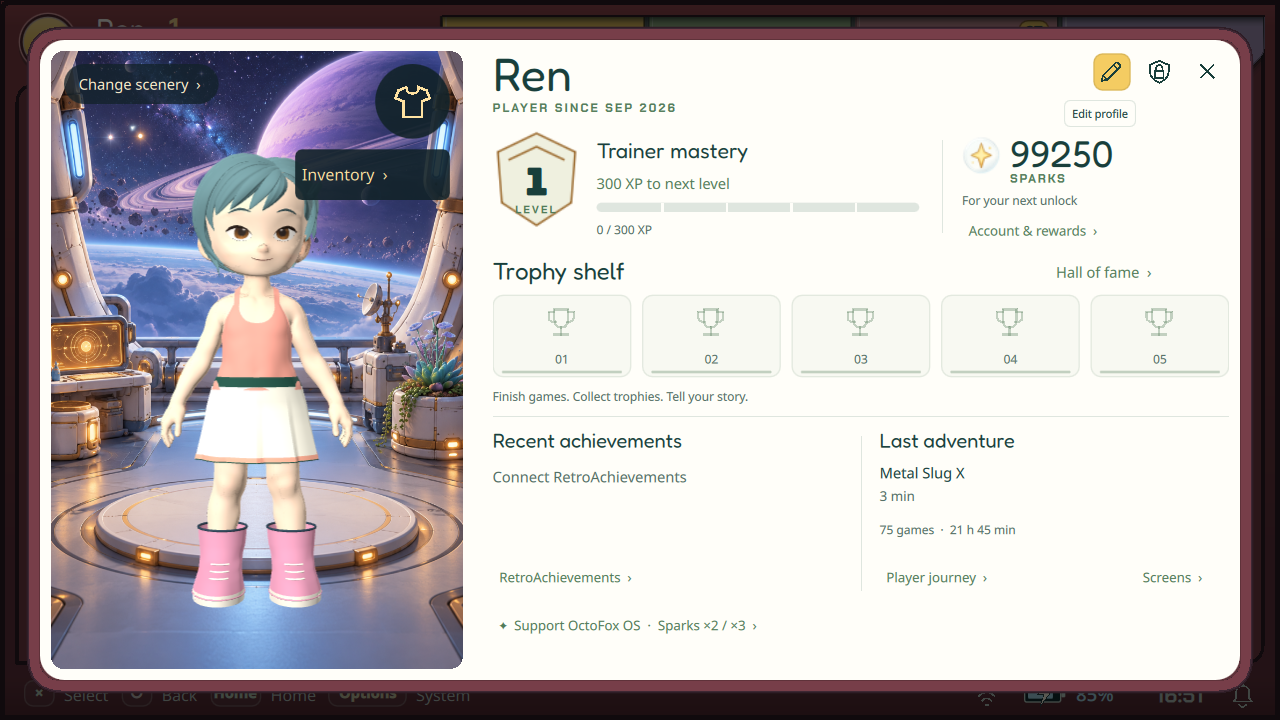 Change scenery ›
Inventory ›
Ren
PLAYER SINCE SEP 2026
Edit profile
1
LEVEL
Trainer mastery
300 XP to next level
0 / 300 XP
99250
SPARKS
For your next unlock
Account & rewards ›
Trophy shelf
Hall of fame ›
01
02
03
04
05
Finish games. Collect trophies. Tell your story.
Recent achievements
Connect RetroAchievements
RetroAchievements ›
Last adventure
Metal Slug X
3 min
75 games · 21 h 45 min
Player journey ›
Screens ›
✦ Support OctoFox OS · Sparks ×2 / ×3 ›
Select
Back
Home
Home
Options
System
85%
16:51